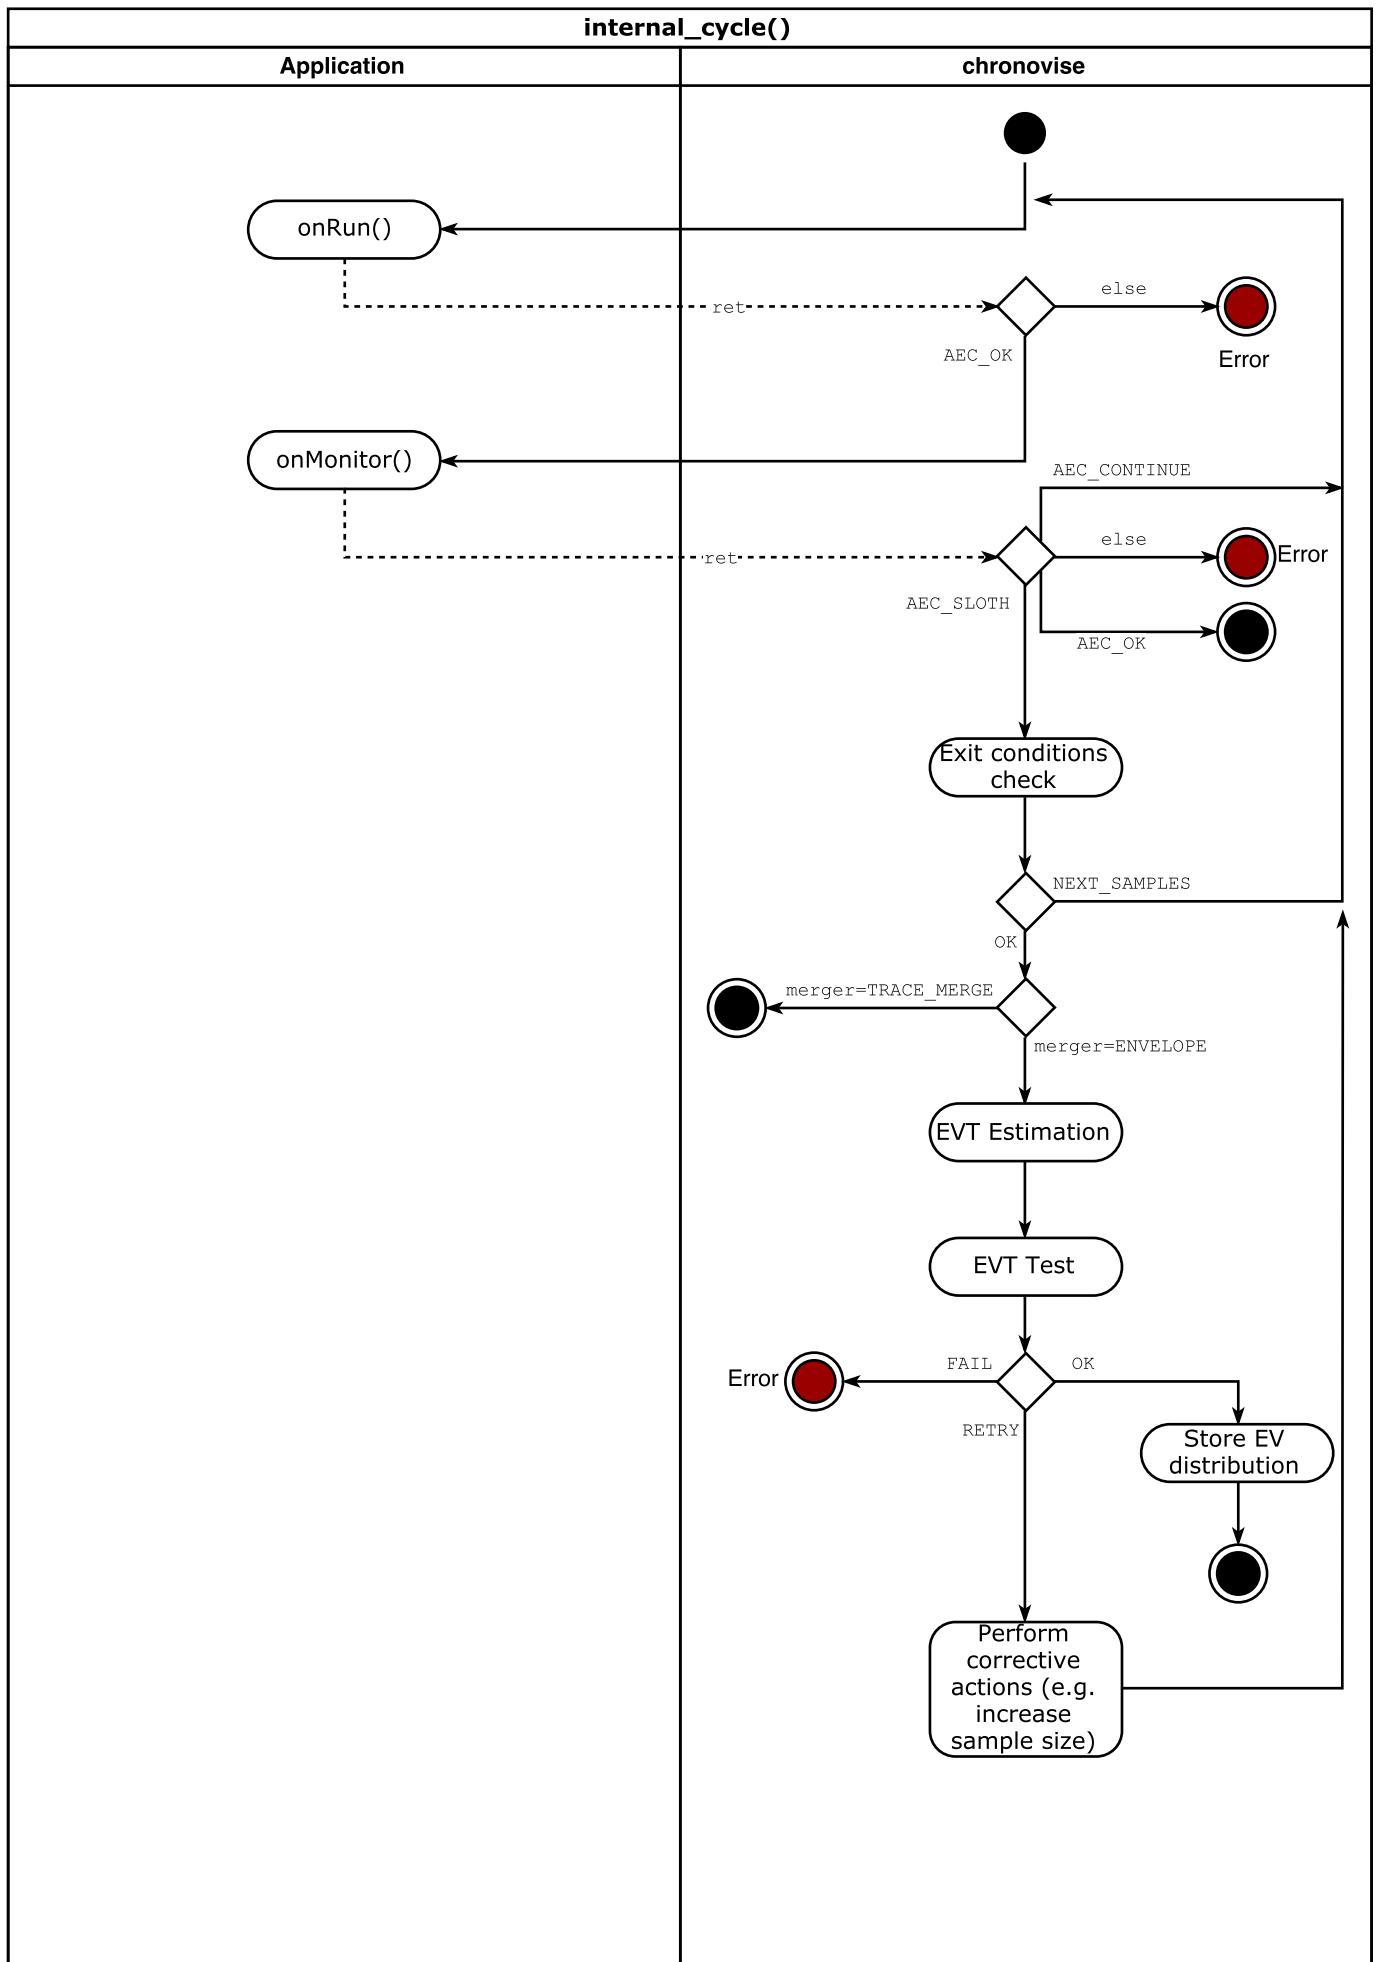 internal_cycle()
Application
chronovise
onRun()
ret
else
Error
AEC_OK
onMonitor()
AEC_CONTINUE
ret
else
Error
AEC_SLOTH
AEC_OK
Exit conditions
check
NEXT_SAMPLES
OK
merger=TRACE_MERGE
merger=ENVELOPE
EVT Estimation
EVT Test
Error
FAIL
OK
RETRY
Store EV
distribution
Perform
corrective
actions (e.g.
increase
sample size)